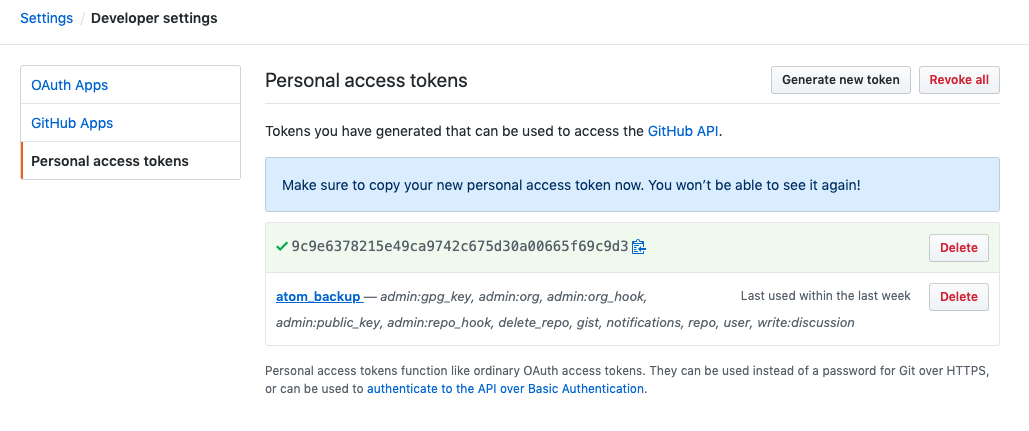 Settings / Developer settings
OAuth Apps
GitHub Apps
Personal access tokens
Personal access tokens
Generate new token
Revoke all
Tokens you have generated that can be used to access the GitHub API.
Make sure to copy your new personal access token now. You won’t be able to see it again!
9c9e6378215e49ca9742c675d30a00665f69c9d3
Delete
atom_backup — admin:gpg_key, admin:org, admin:org_hook,
Last used within the last week
Delete
admin:public_key, admin:repo_hook, delete_repo, gist, notifications, repo, user, write:discussion
Personal access tokens function like ordinary OAuth access tokens. They can be used instead of a password for Git over HTTPS,
or can be used to authenticate to the API over Basic Authentication.